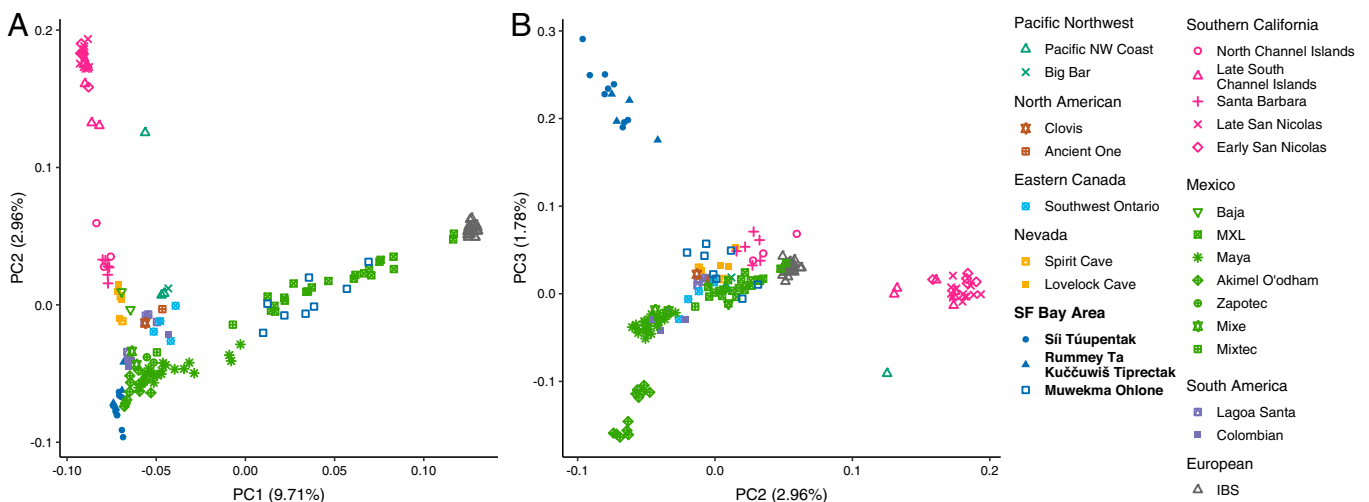 A
0.2
0.1
0.0
-0.1
PC2 (2.96%)
-0.10
-0.05
0.00
0.05
0.10
PC1 (9.71%)
B
0.3
0.2
0.1
0.0
-0.1
PC3 (1.78%)
-0.1
0.0
0.1
0.2
PC2 (2.96%)
Pacific Northwest
Pacific NW Coast
Big Bar
North American
Clovis
Ancient One
Eastern Canada
Southwest Ontario
Nevada
Spirit Cave
Lovelock Cave
SF Bay Area
Síi Túupentak
Rummey Ta
Kuččuwiš Tiprectak
Muwekma Ohlone
Southern California
North Channel Islands
Late South
Channel Islands
Santa Barbara
Late San Nicolas
Early San Nicolas
Mexico
Baja
MXL
Maya
Akimel O'odham
Zapotec
Mixe
Mixtec
South America
Lagoa Santa
Colombian
European
IBS